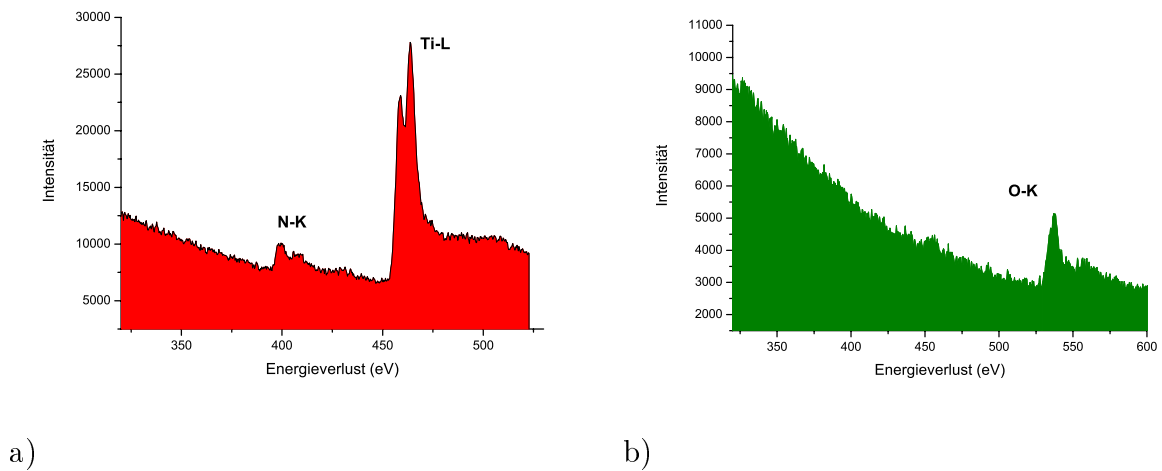 30000
25000
20000
15000
10000
5000
Intensität
Ti-L
N-K
350 400 450 500
Energieverlust (eV)
a)
11000
10000
9000
8000
7000
6000
5000
4000
3000
2000
Intensität
O-K
350 400 450 500 550 600
Energieverlust (eV)
b)